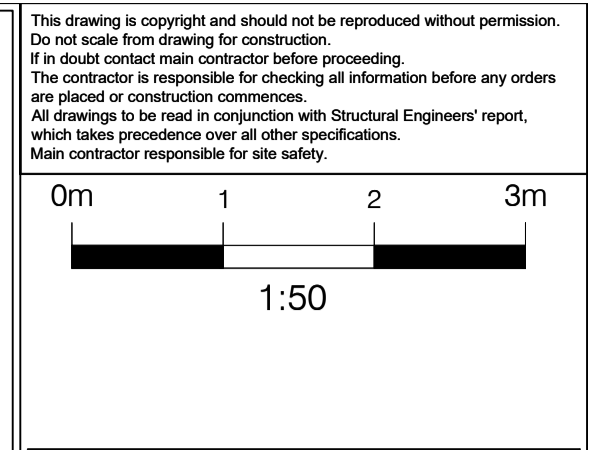 This drawing is copyright and should not be reproduced without permission.
Do not scale from drawing for construction.
If in doubt contact main contractor before proceeding.
The contractor is responsible for checking all information before any orders
are placed or construction commences.
All drawings to be read in conjunction with Structural Engineers' report,
which takes precedence over all other specifications.
Main contractor responsible for site safety.
0m 1 2 3m
1:50